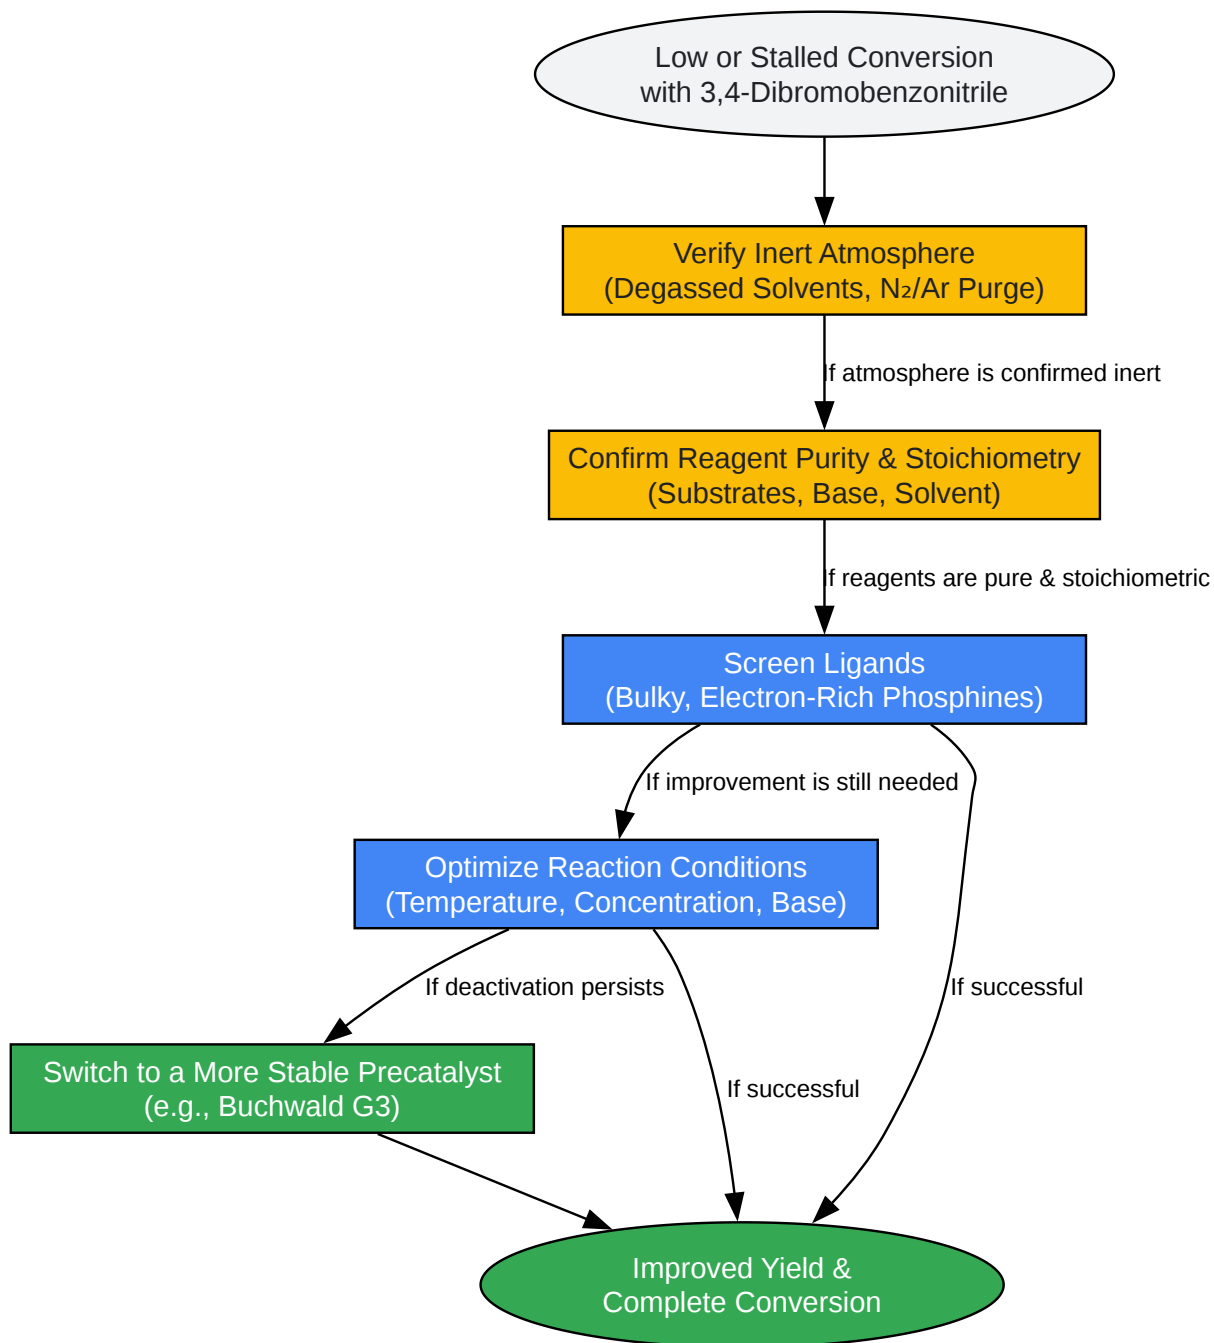 Low or Stalled Conversion
with 3,4-Dibromobenzonitrile
Verify Inert Atmosphere
(Degassed Solvents, N₂/Ar Purge)
If atmosphere is confirmed inert
Confirm Reagent Purity & Stoichiometry
(Substrates, Base, Solvent)
If reagents are pure & stoichiometric
Screen Ligands
(Bulky, Electron-Rich Phosphines)
If improvement is still needed
Optimize Reaction Conditions
(Temperature, Concentration, Base)
If deactivation persists
If successful
Switch to a More Stable Precatalyst
(e.g., Buchwald G3)
If successful
Improved Yield &
Complete Conversion